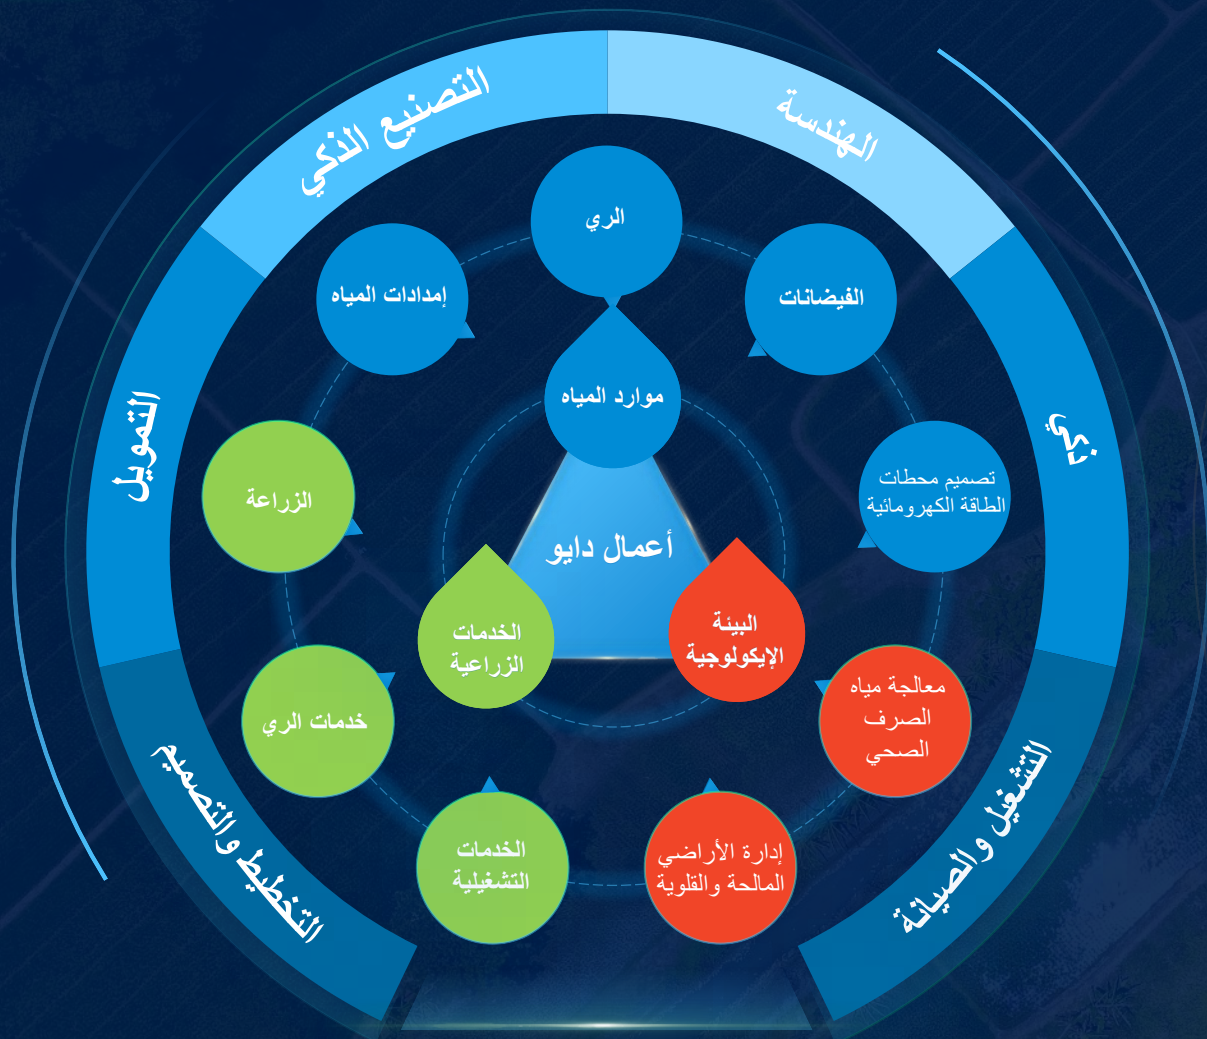 التصنيع الذكي
الهندسة
ذكي
التشغيل والصيانة
التمويل
التخطيط والتصميم
الري
إمدادات المياه
الفيضانات
موارد المياه
الزراعة
تصميم محطات
الطاقة الكهرومائية
أعمال دايو
الخدمات
الزراعية
البيئة
الإيكولوجية
خدمات الري
معالجة مياه
الصرف
الصحي
الخدمات
التشغيلية
إدارة الأراضي
المالحة والقلوية